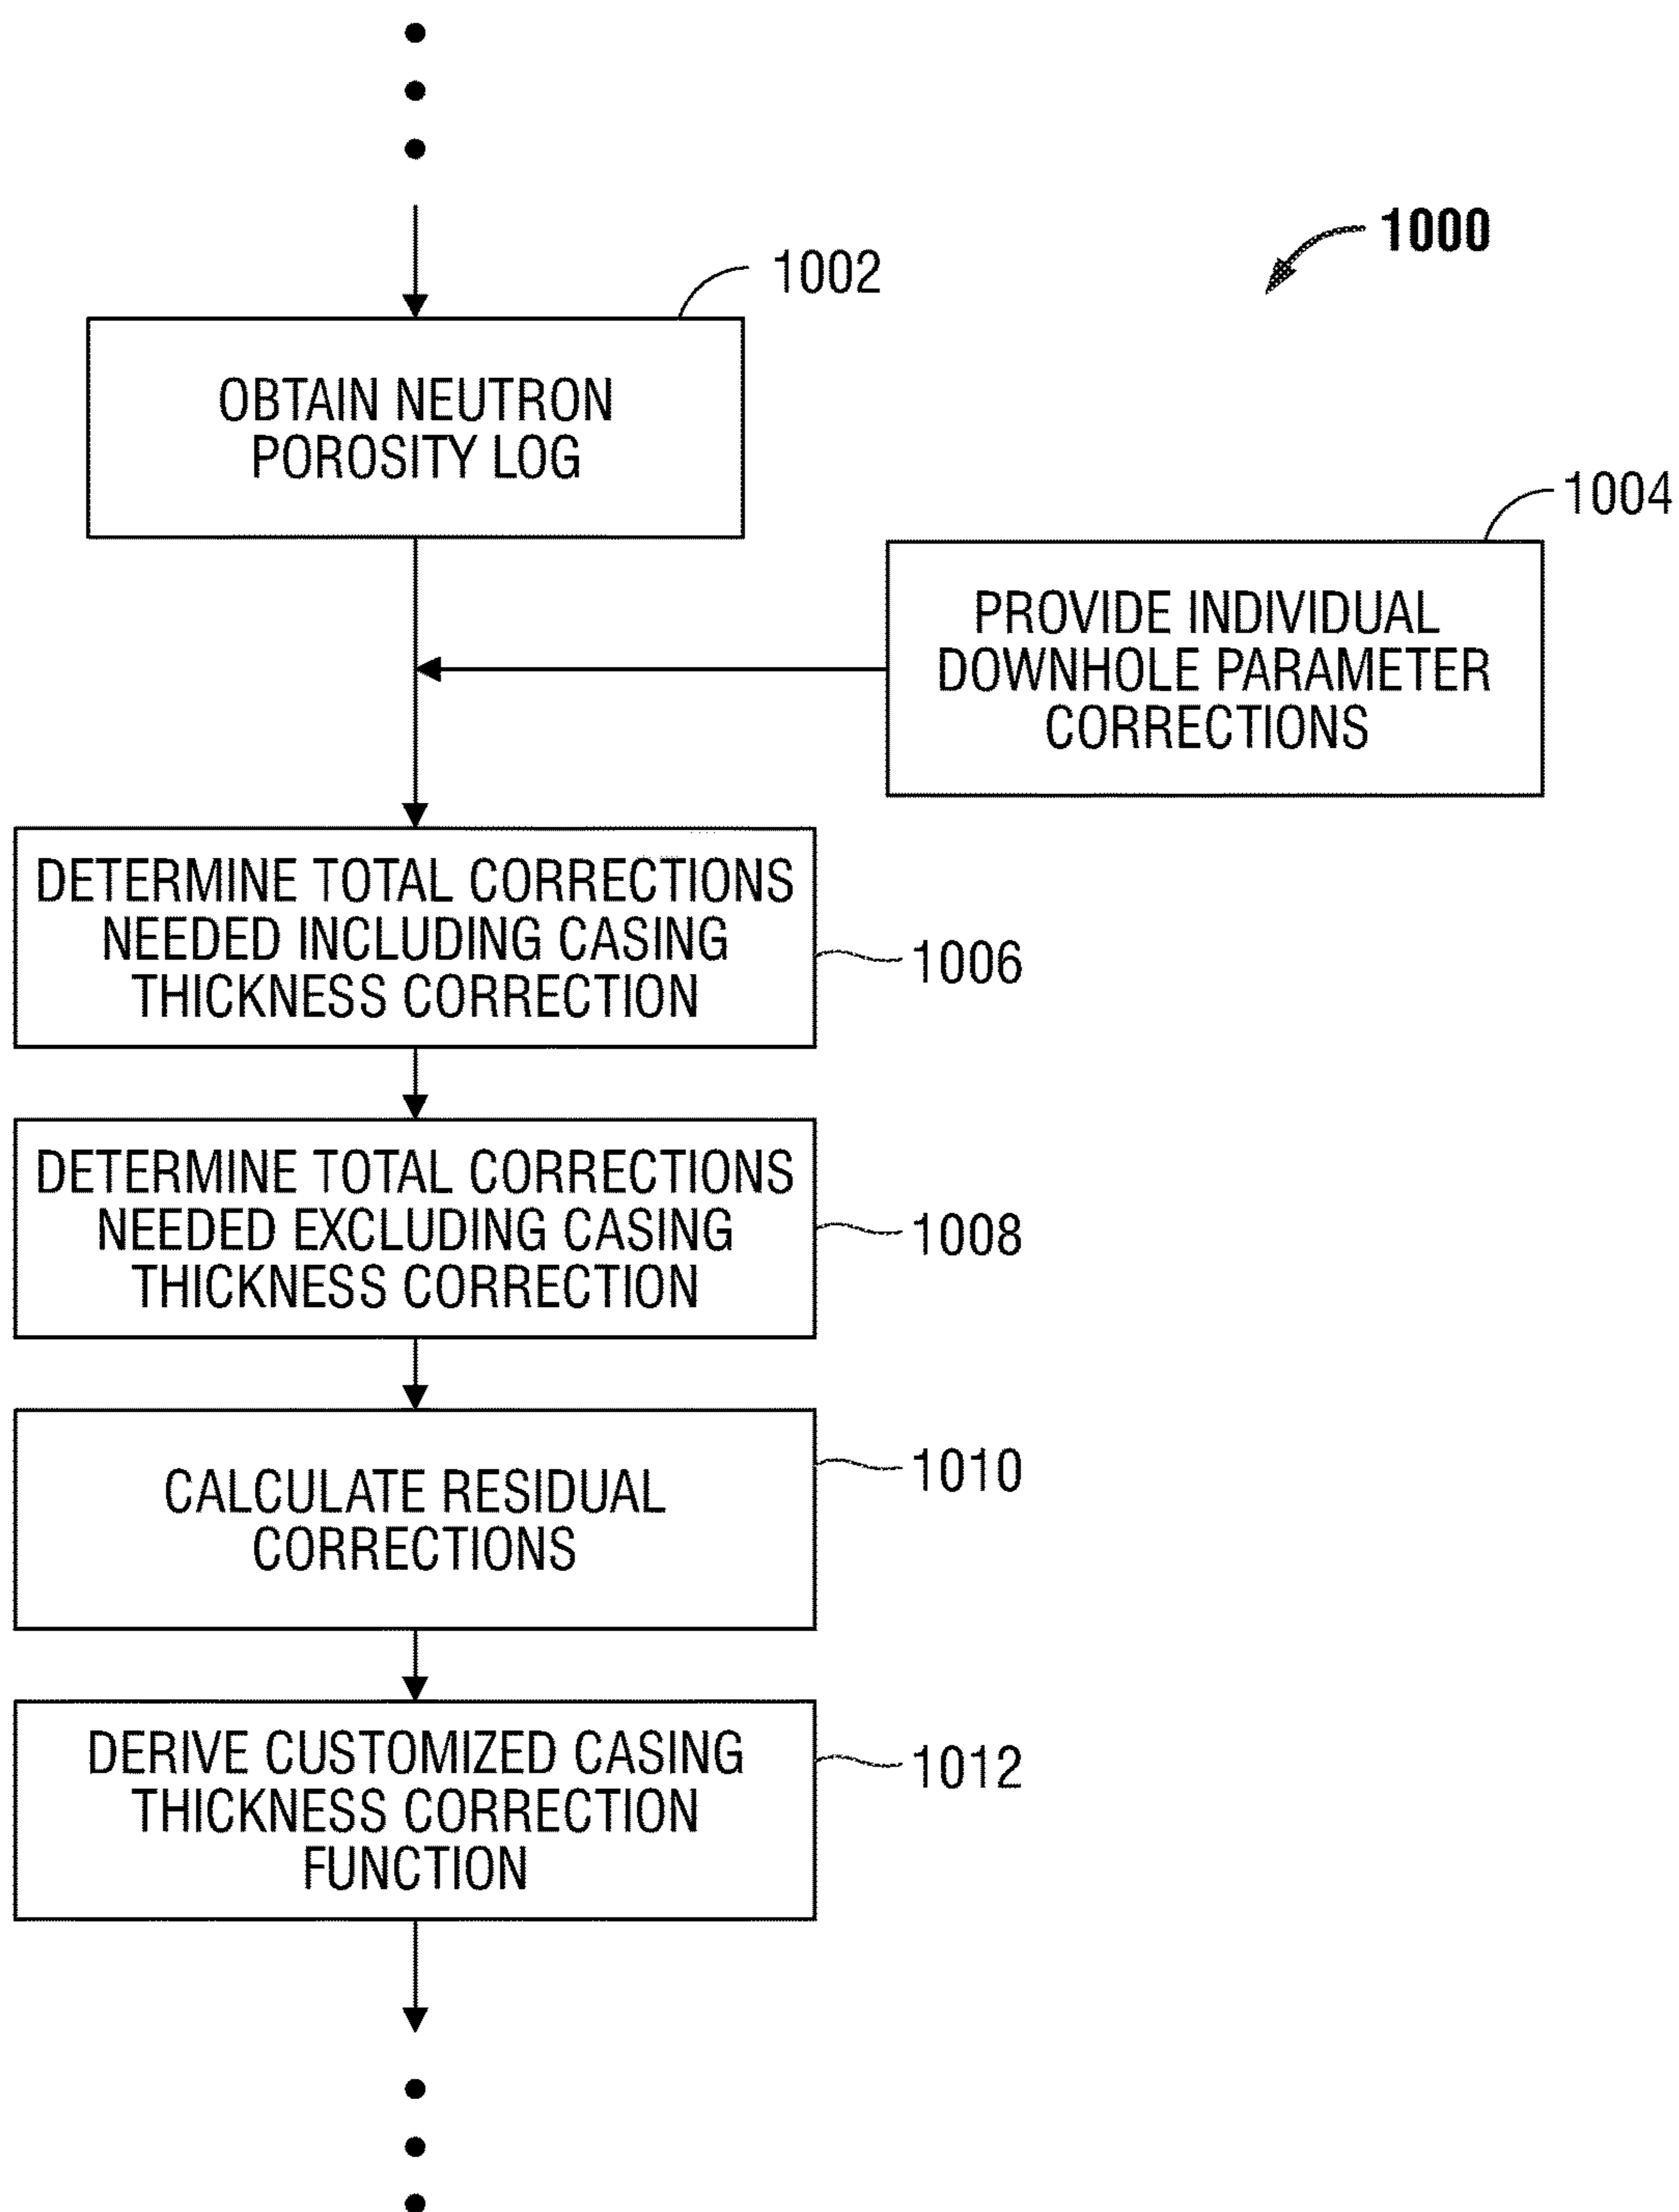 1000
1002
OBTAIN NEUTRON
POROSITY LOG
1004
PROVIDE INDIVIDUAL
DOWNHOLE PARAMETER
CORRECTIONS
DETERMINE TOTAL CORRECTIONS
NEEDED INCLUDING CASING
THICKNESS CORRECTION
1006
DETERMINE TOTAL CORRECTIONS
NEEDED EXCLUDING CASING
THICKNESS CORRECTION
1008
CALCULATE RESIDUAL
CORRECTIONS
1010
DERIVE CUSTOMIZED CASING
THICKNESS CORRECTION
FUNCTION
1012